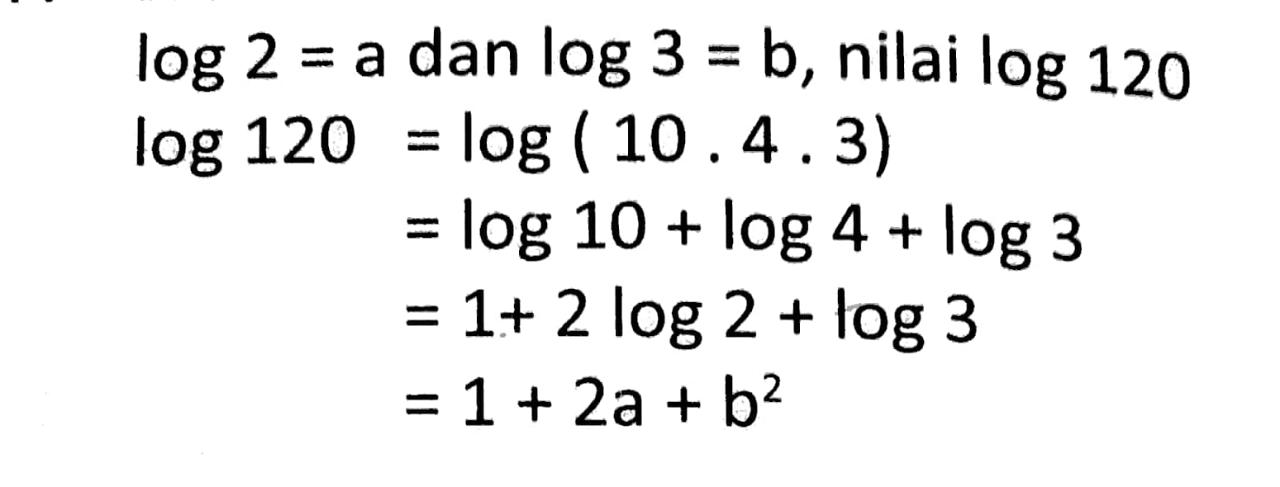 log 2 = a dan log 3 = b, nilai log 120
log 120 = log ( 10 . 4 . 3)
= log 10 + log 4 + log 3
= 1+ 2 log 2 + log 3
= 1 + 2a + b²